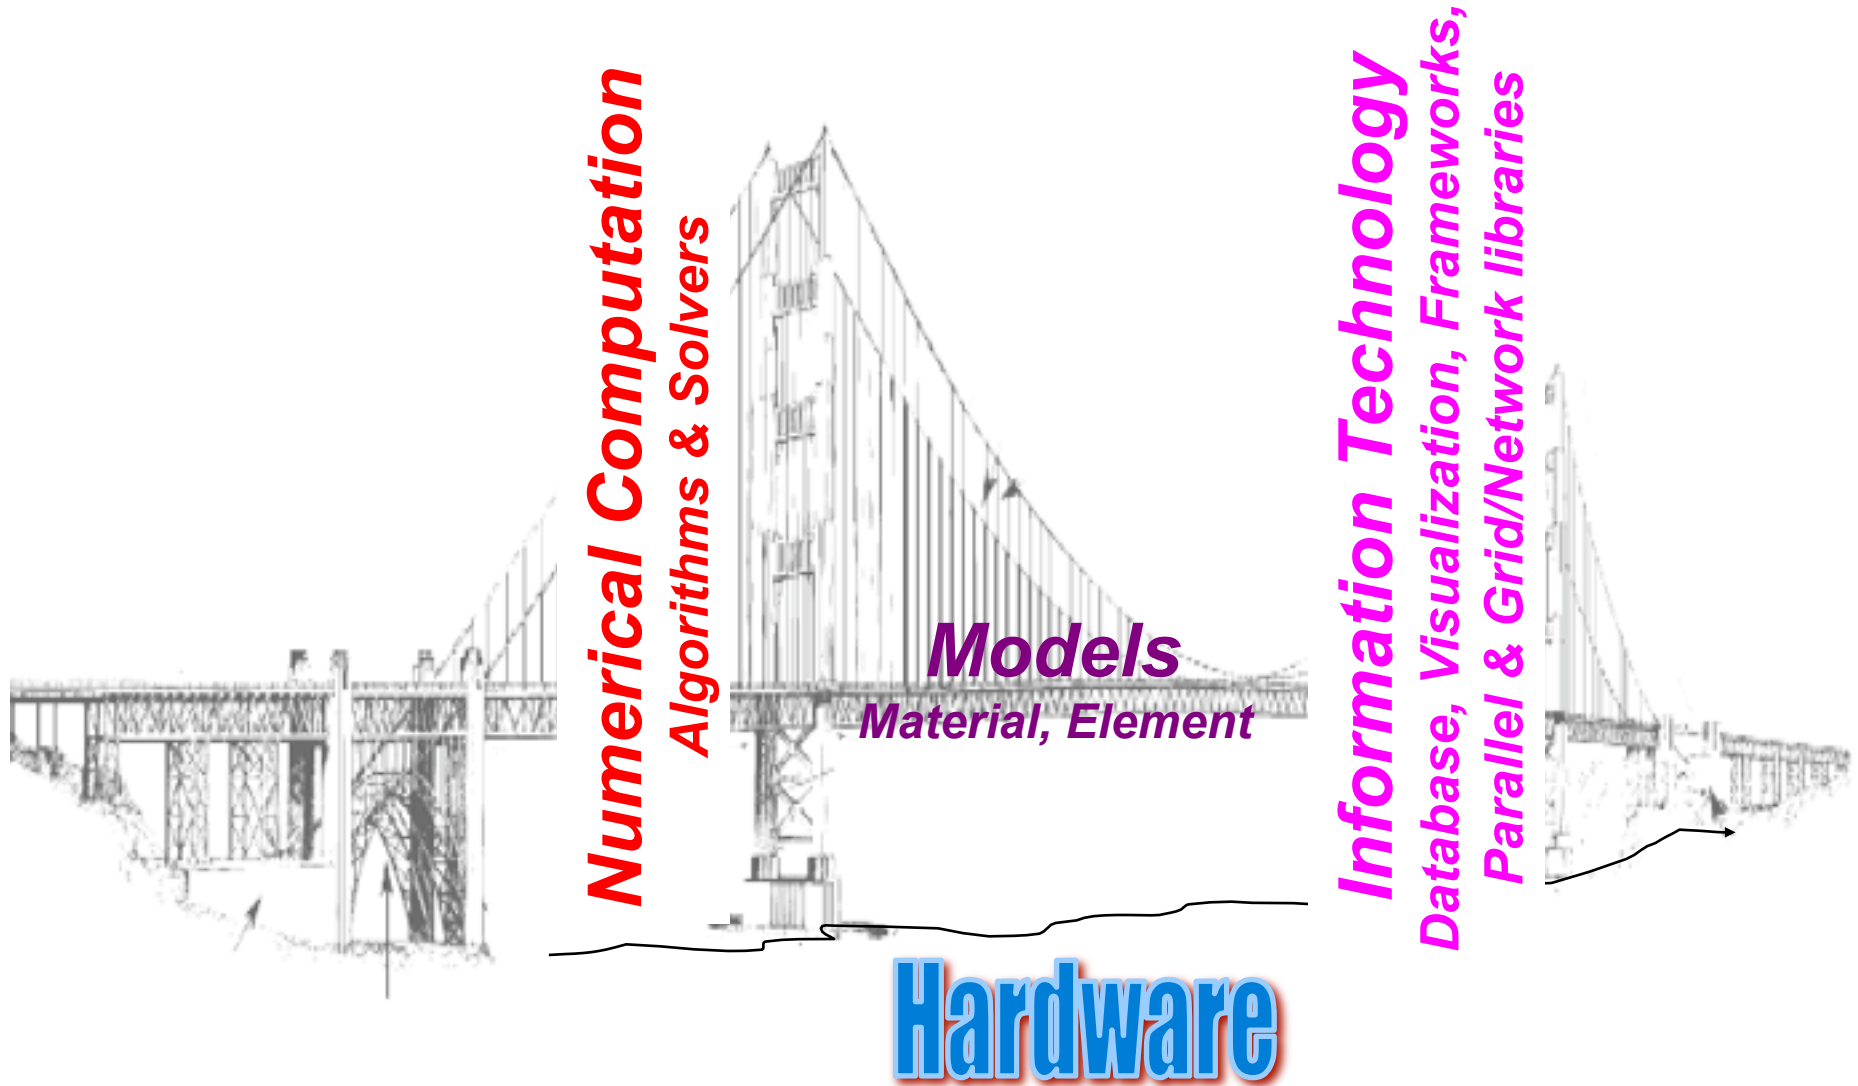 Numerical Computation
Algorithms & Solvers
Models
Material, Element
Information Technology
Database, Visualization, Frameworks,
Parallel & Grid/Network libraries
Hardware